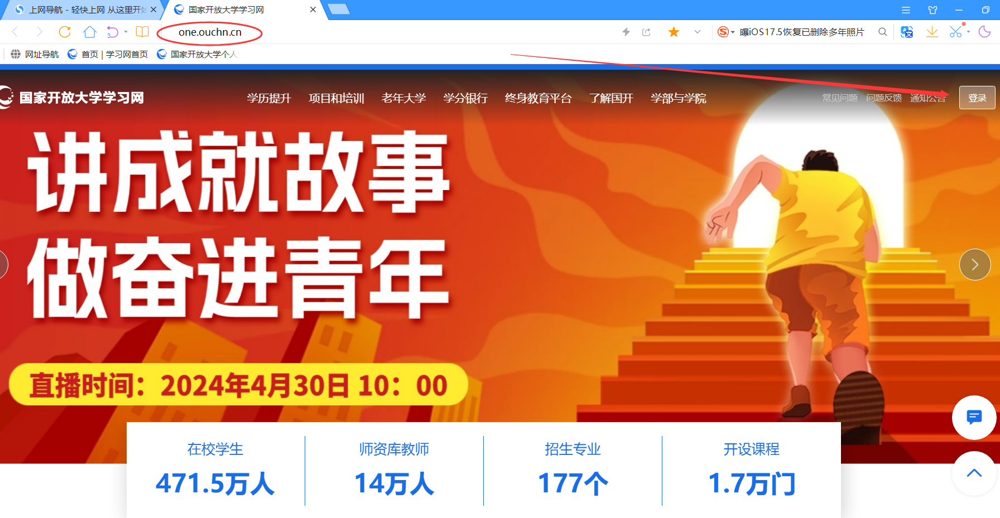 上网导航 - 轻快上网 从这里开始
国家开放大学学习网
one.ouchn.cn
曝iOS17.5恢复已删除多年照片
网址导航 首页 | 学习网首页 国家开放大学个人
国家开放大学学习网
学历提升 项目和培训 老年大学 学分银行 终身教育平台 了解国开 学部与学院
常见问题 问题反馈 通知公告 登录
讲成就故事
做奋进青年
直播时间：2024年4月30日 10：00
在校学生 师资库教师 招生专业 开设课程
471.5万人 14万人 177个 1.7万门